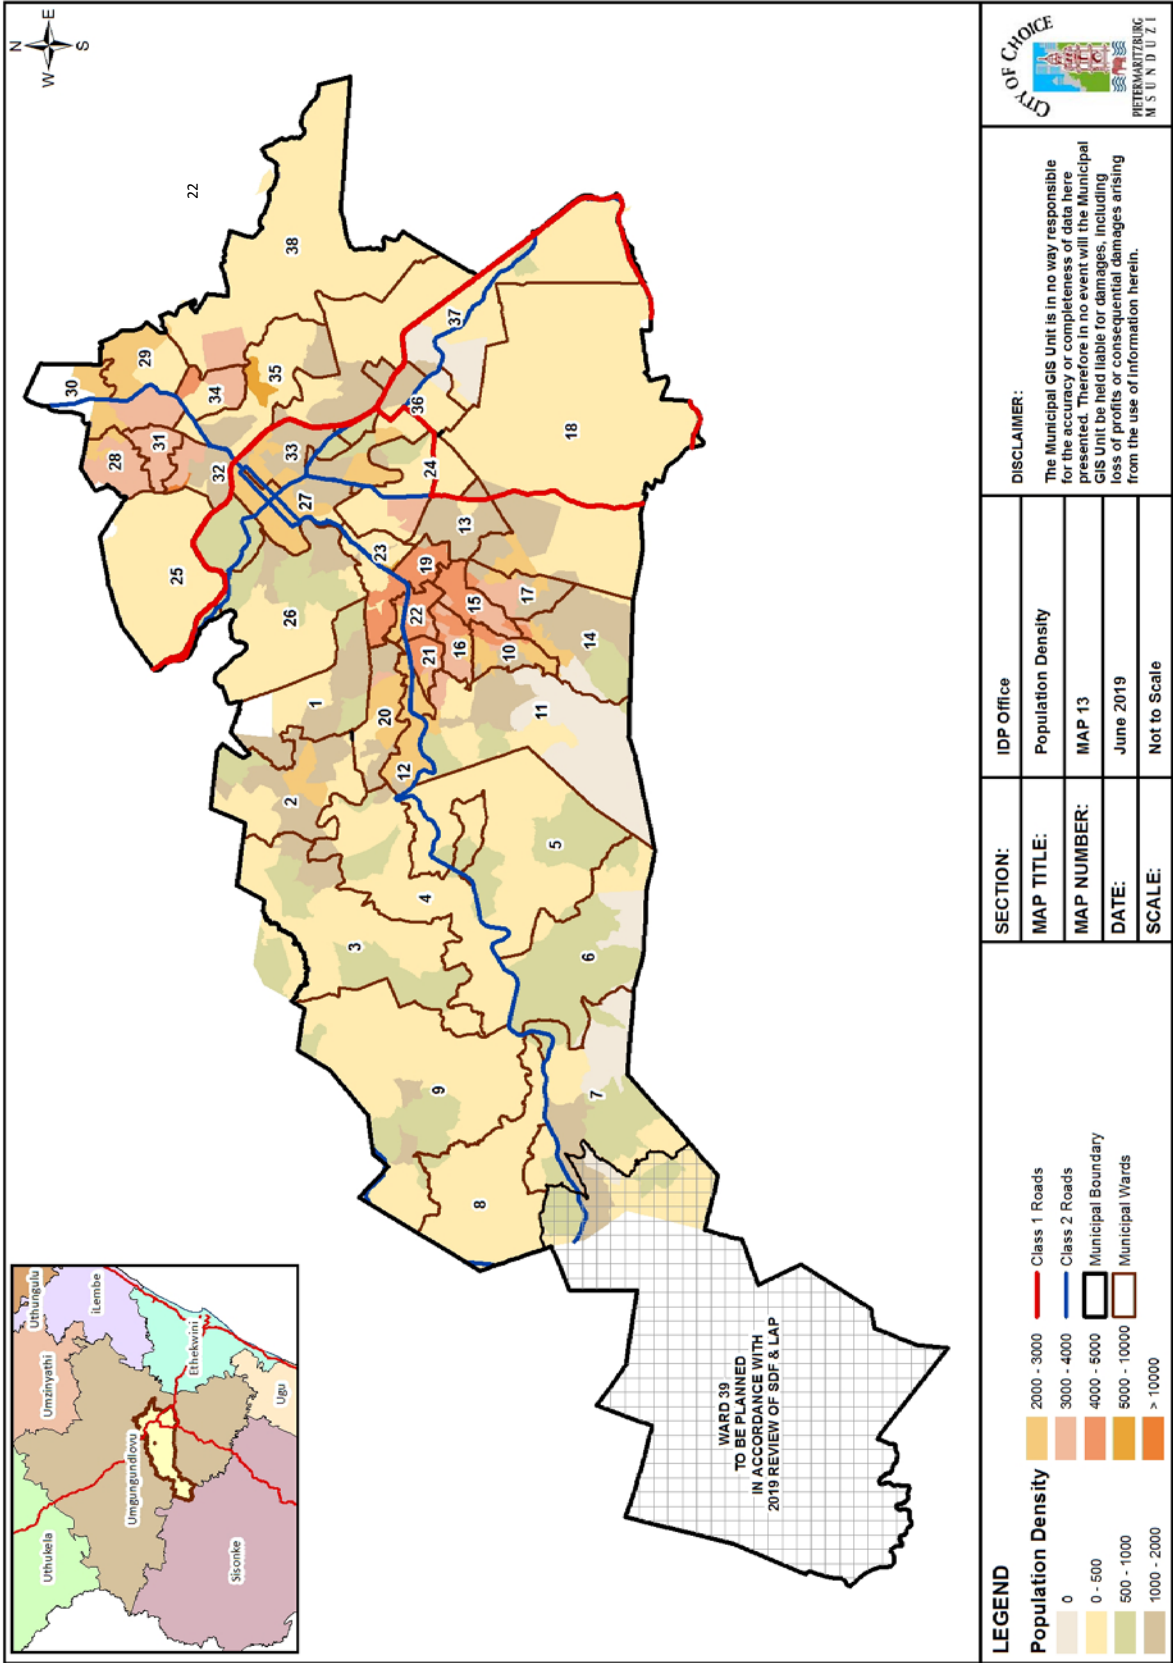 N
W
E
S
22
30
29
28
31
34
35
38
32
33
25
27
37
36
24
18
13
23
19
26
22
15
17
21
16
10
14
1
20
11
12
2
5
4
3
6
9
7
8
WARD 39
TO BE PLANNED
IN ACCORDANCE WITH
2019 REVIEW OF SDF & LAP
Uthukela
Umzinyathi
Uthungulu
iLembe
Umgungundlovu
Ethekwini
Ugu
Sisonke
LEGEND
Population Density
0
0 - 500
500 - 1000
1000 - 2000
2000 - 3000
3000 - 4000
4000 - 5000
5000 - 10000
> 10000
Class 1 Roads
Class 2 Roads
Municipal Boundary
Municipal Wards
SECTION: IDP Office
MAP TITLE: Population Density
MAP NUMBER: MAP 13
DATE: June 2019
SCALE: Not to Scale
DISCLAIMER:
The Municipal GIS Unit is in no way responsible
for the accuracy or completeness of data here
presented. Therefore in no event will the Municipal
GIS Unit be held liable for damages, including
loss of profits or consequential damages arising
from the use of information herein.
CITY OF CHOICE
PIETERMARITZBURG
MSUNDUZI